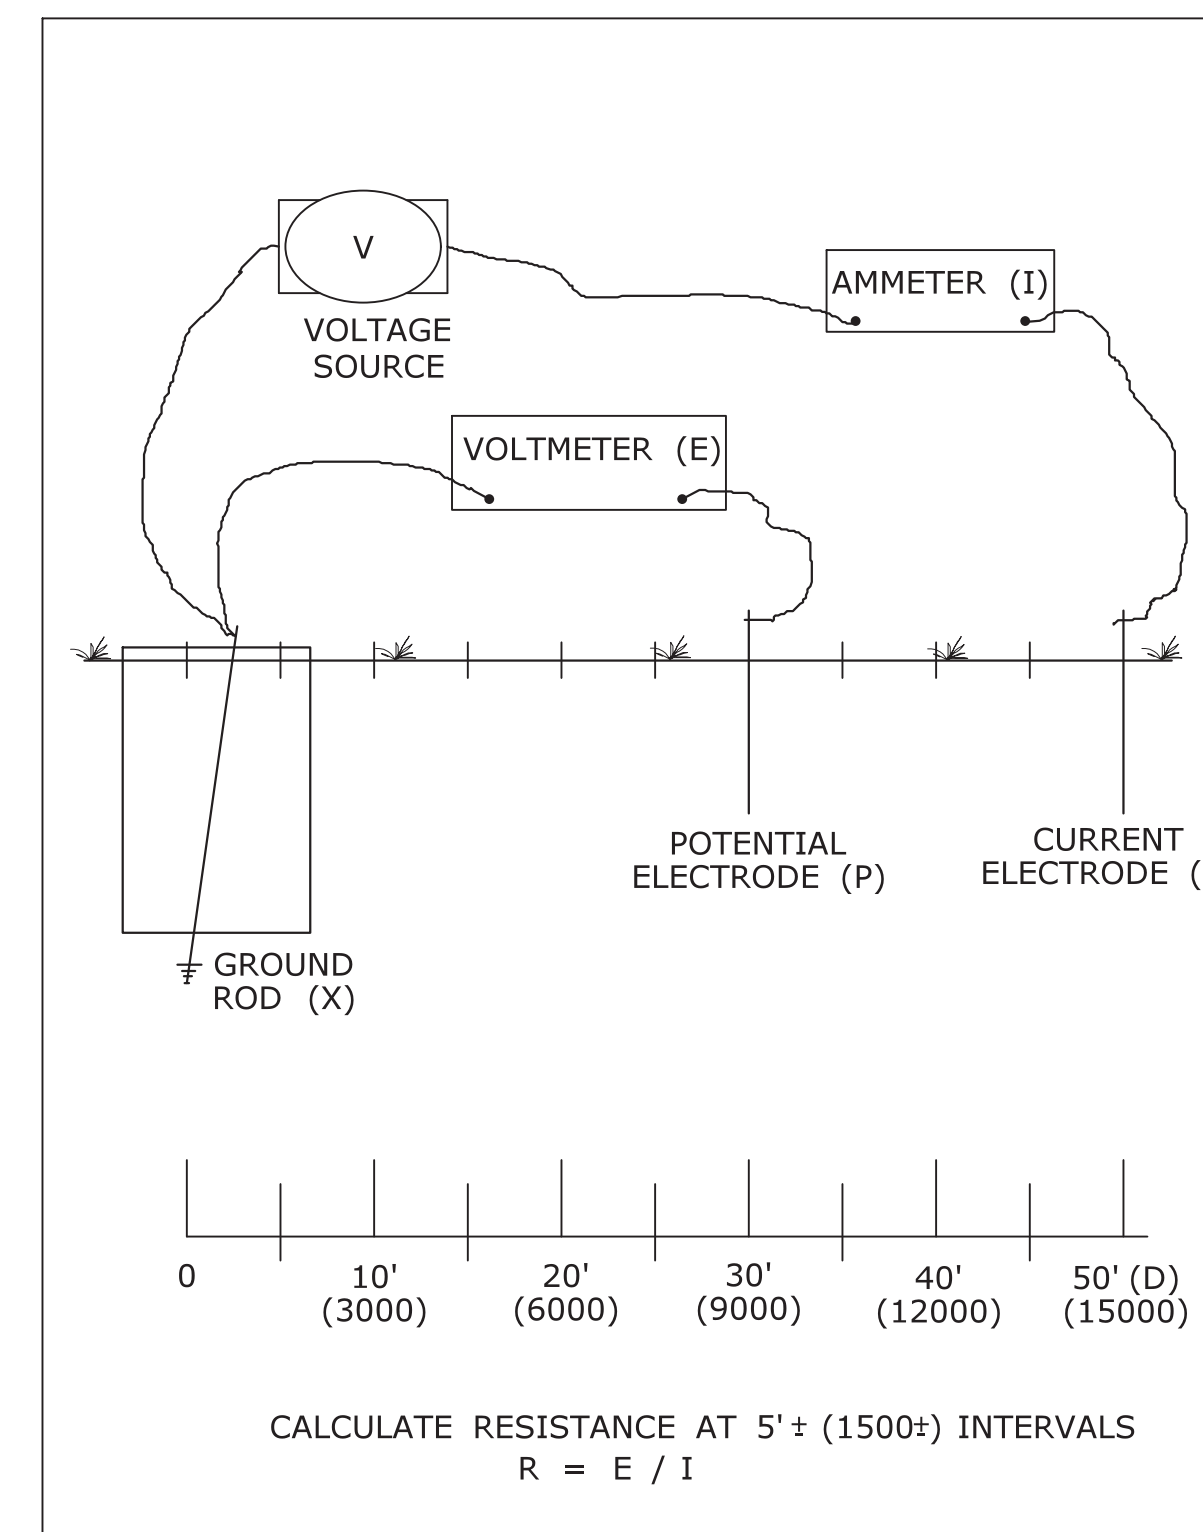 V
VOLTAGE
SOURCE
AMMETER (I)
VOLTMETER (E)
POTENTIAL
ELECTRODE (P)
CURRENT
ELECTRODE (
GROUND
ROD (X)
0 10' 20' 30' 40' 50' (D)
(3000) (6000) (9000) (12000) (15000)
CALCULATE RESISTANCE AT 5'± (1500±) INTERVALS
R = E / I